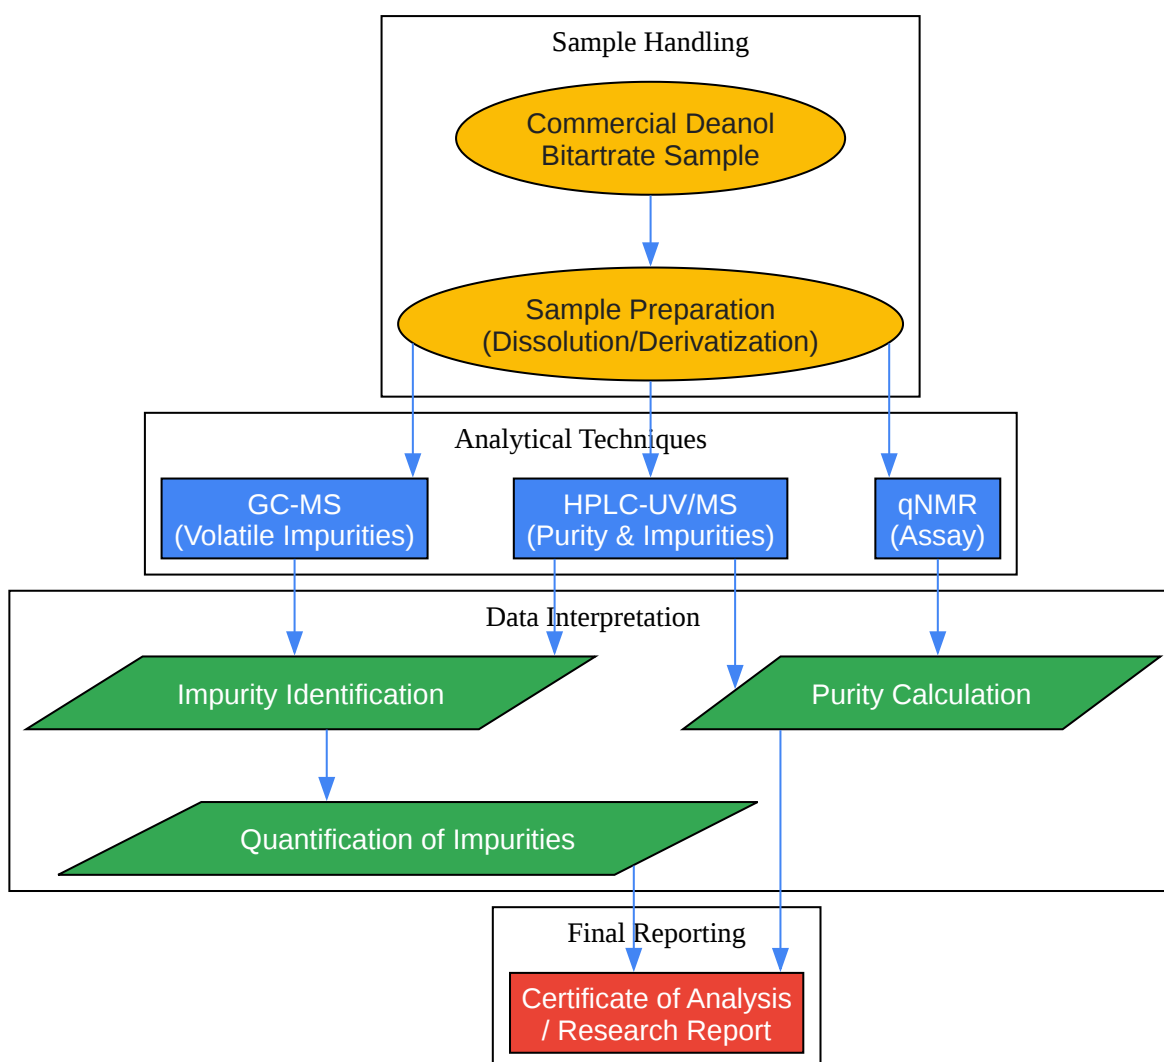 Sample Handling
Commercial Deanol
Bitartrate Sample
Sample Preparation
(Dissolution/Derivatization)
Analytical Techniques
GC-MS
(Volatile Impurities)
HPLC-UV/MS
(Purity & Impurities)
qNMR
(Assay)
Data Interpretation
Impurity Identification
Purity Calculation
Quantification of Impurities
Final Reporting
Certificate of Analysis
/ Research Report